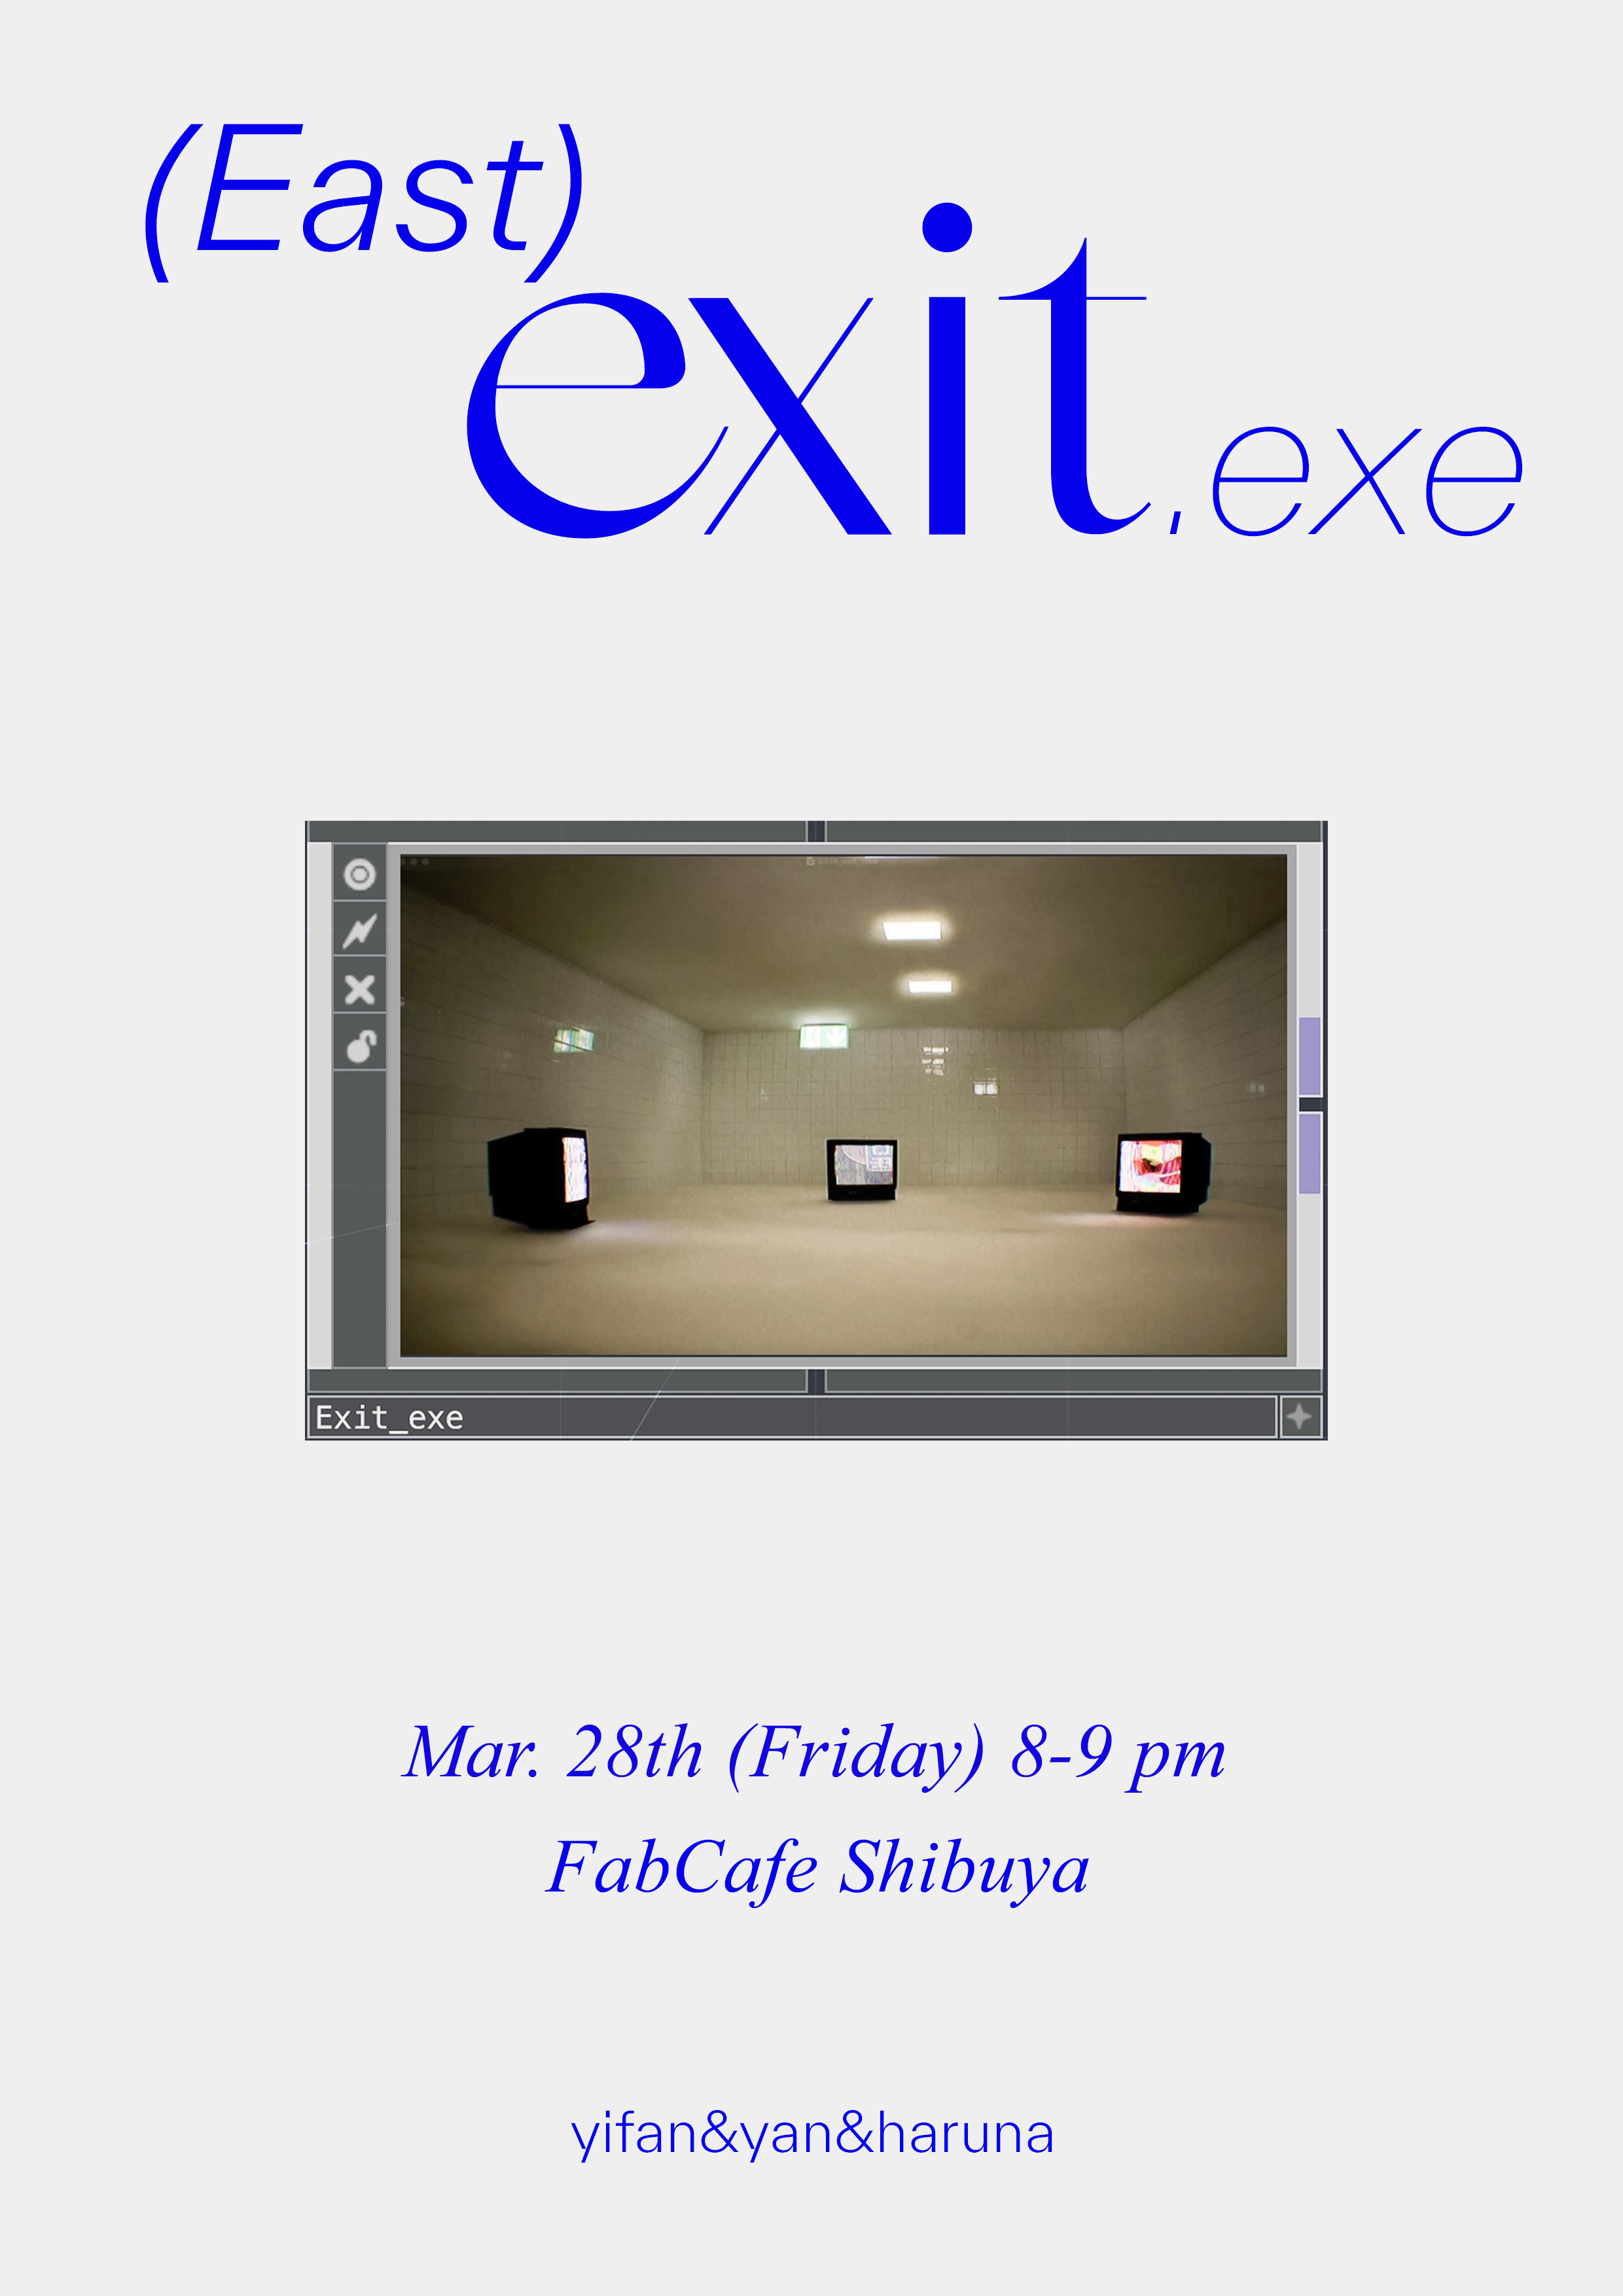 (East)
exit.exe
Exit_exe
Mar. 28th (Friday) 8-9 pm
FabCafe Shibuya
yifan&yan&haruna